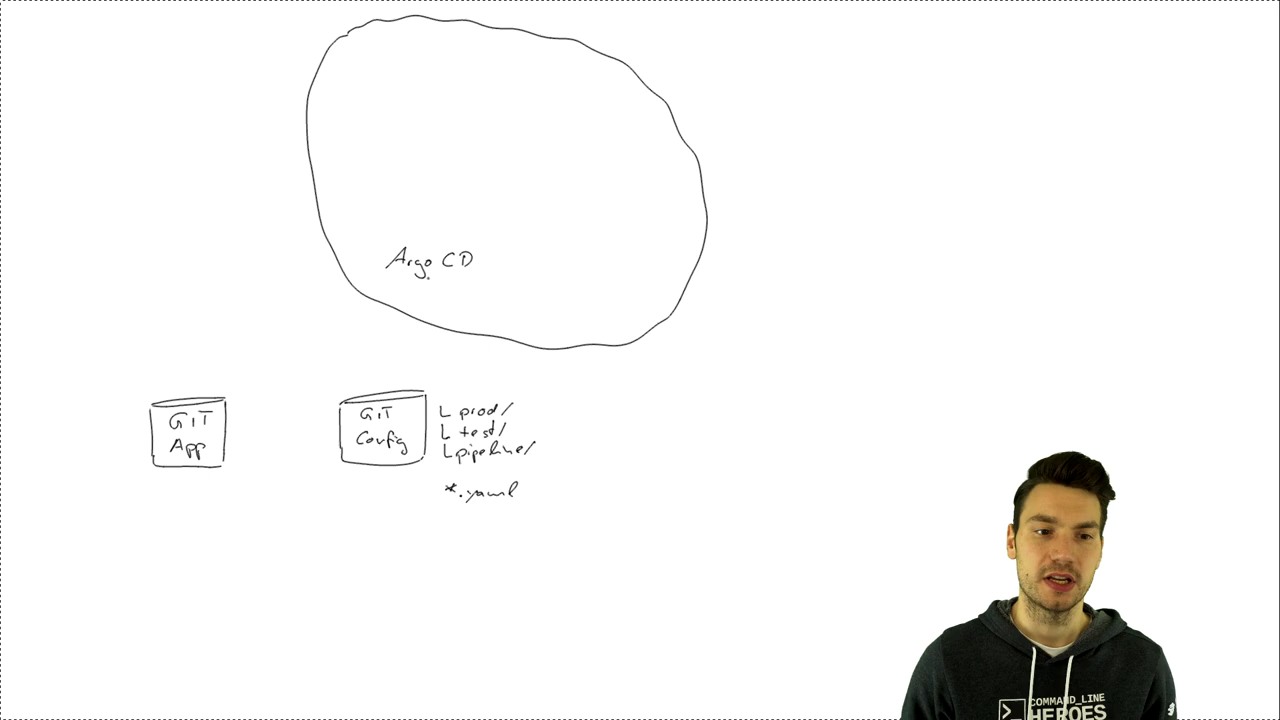 Argo CD
GIT
App
GIT
Config
L prod/
L test/
L pipeline/
*.yaml
>_ COMMAND_LINE
HEROES